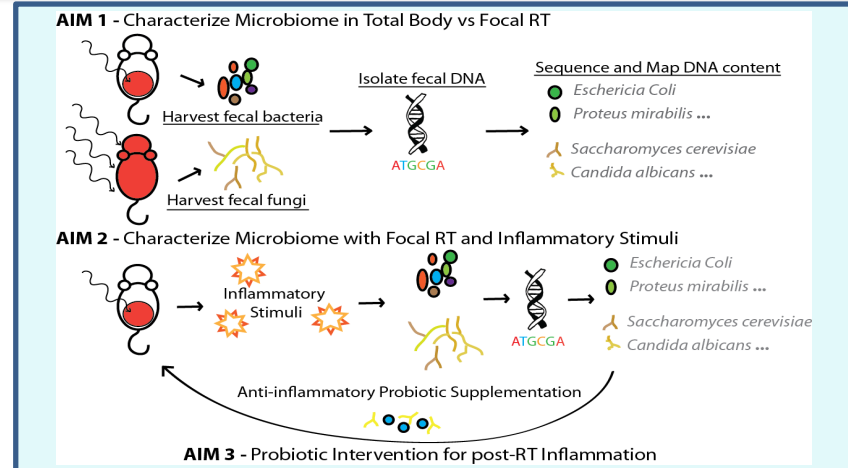 AIM 1 - Characterize Microbiome in Total Body vs Focal RT
Harvest fecal bacteria
Harvest fecal fungi
Isolate fecal DNA
ATGCGA
Sequence and Map DNA content
Eschericia Coli
Proteus mirabilis ...
Saccharomyces cerevisiae
Candida albicans ...
AIM 2 - Characterize Microbiome with Focal RT and Inflammatory Stimuli
Inflammatory
Stimuli
ATGCGA
Eschericia Coli
Proteus mirabilis ...
Saccharomyces cerevisiae
Candida albicans ...
Anti-inflammatory Probiotic Supplementation
AIM 3 - Probiotic Intervention for post-RT Inflammation